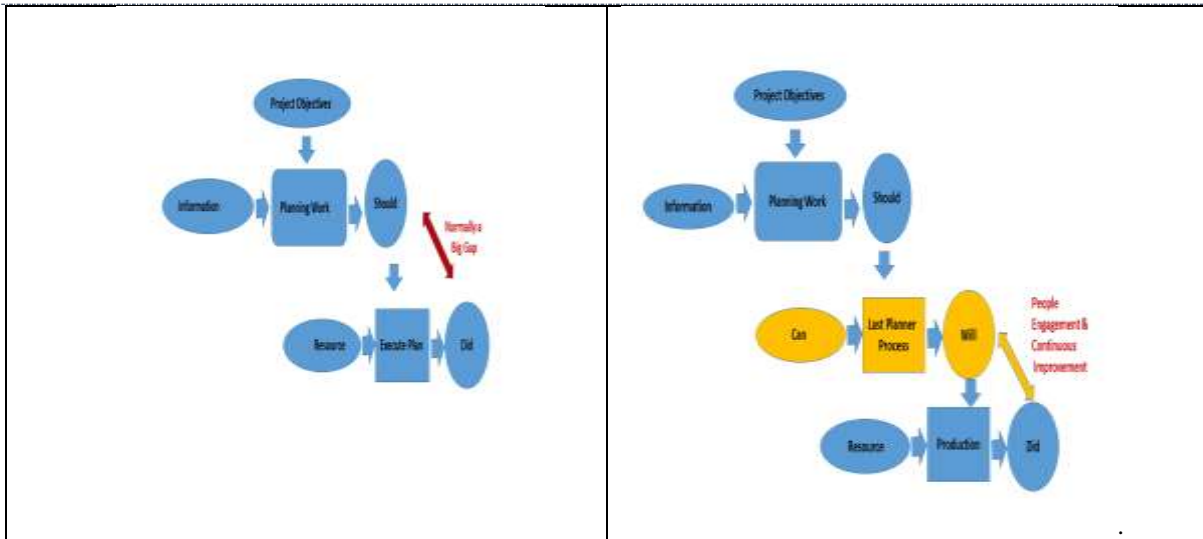 Project Objectives
Information
Planning Work
Should
Normally a
Big Gap
Resource
Execute Plan
Did
Project Objectives
Information
Planning Work
Should
Can
Last Planner
Process
Will
People
Engagement &
Continuous
Improvement
Resource
Production
Did
.